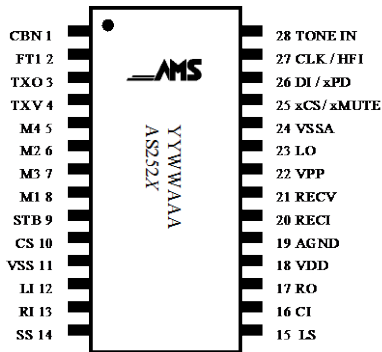 CBN 1
FT1 2
TXO 3
TXV 4
M4 5
M2 6
M3 7
M1 8
STB 9
CS 10
VSS 11
LI 12
RI 13
SS 14
AMS
YYWWAAA
AS252X
28 TONE IN
27 CLK / HFI
26 DI / xPD
25 xCS/ xMUTE
24 VSSA
23 LO
22 VPP
21 RECV
20 RECI
19 AGND
18 VDD
17 RO
16 CI
15 LS